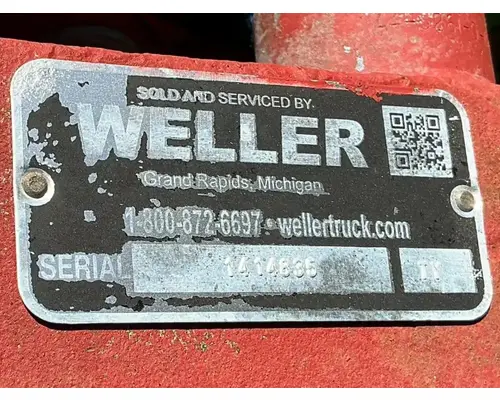 SOLD AND SERVICED BY
WELLER
Grand Rapids, Michigan
1-800-872-6697 • wellertruck.com
SERIAL